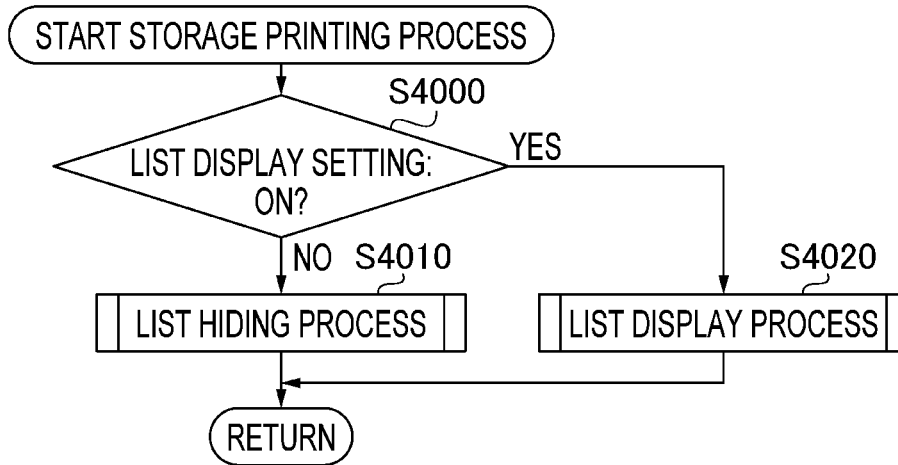 START STORAGE PRINTING PROCESS
S4000
LIST DISPLAY SETTING:
ON?
YES
NO
S4010
S4020
LIST HIDING PROCESS
LIST DISPLAY PROCESS
RETURN